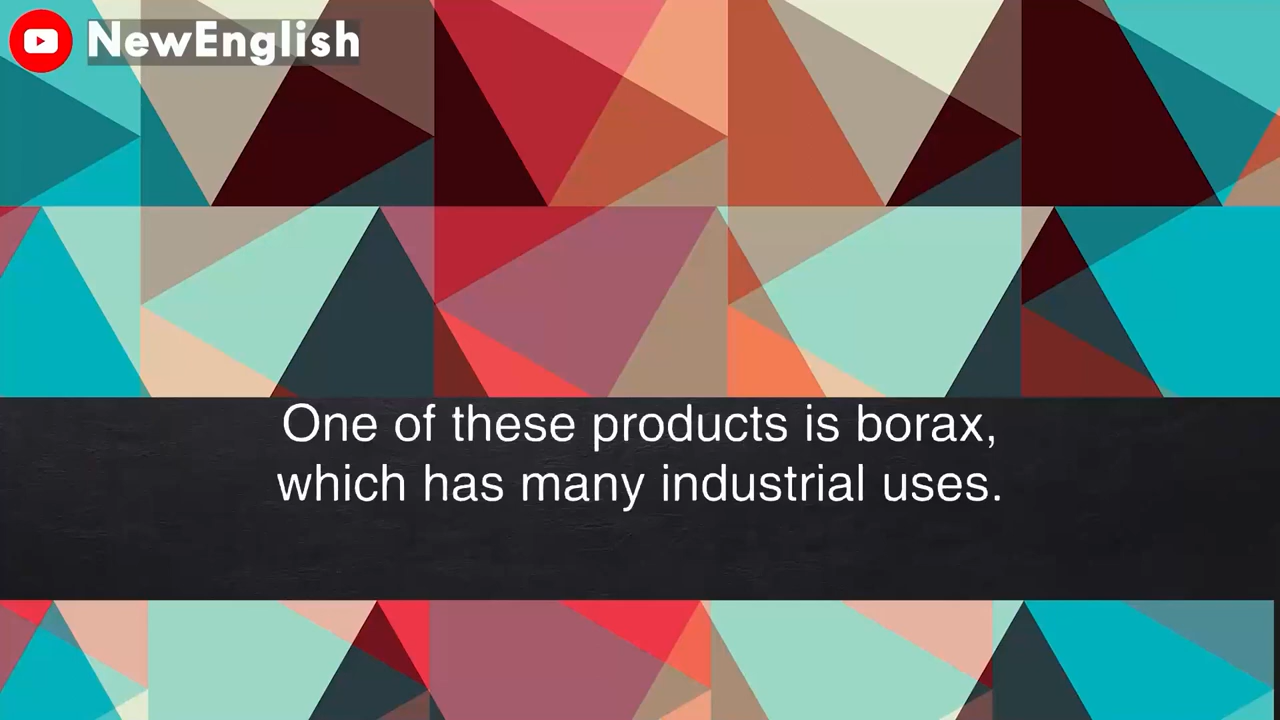 NewEnglish
One of these products is borax,
which has many industrial uses.